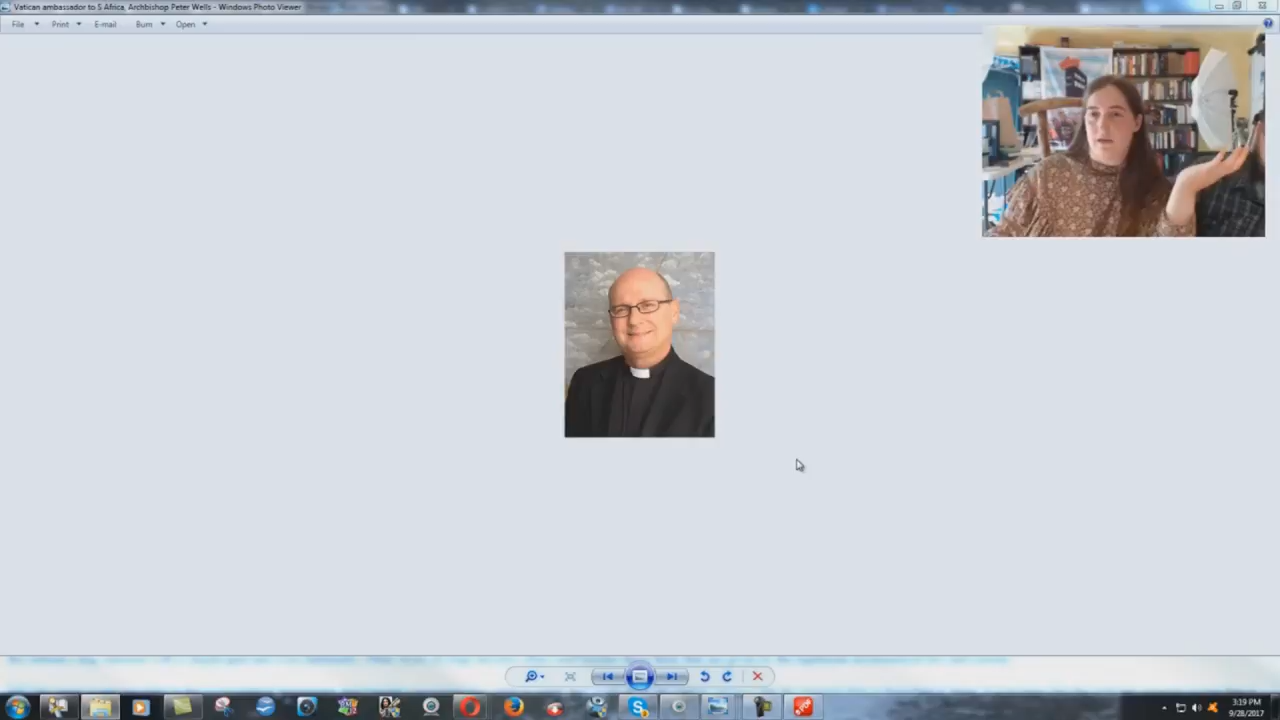 Vatican ambassador to S Africa, Archbishop Peter Wells - Windows Photo Viewer
File Print E-mail Burn Open
3:19 PM
9/28/2017